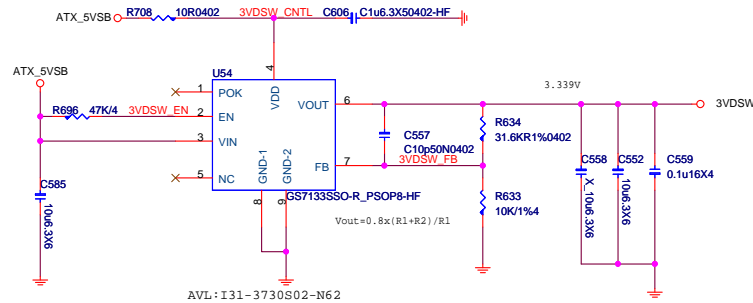 ATX_5VSB R708 10R0402 3VDSW_CNTL C606 C1u6.3X50402-HF
ATX_5VSB
U54
4
1 POK VDD VOUT 6
3.339V
3VDSW
R696 47K/4 3VDSW_EN 2 EN
3 VIN
C557
C10p50N0402
R634
31.6KR1%0402
3VDSW_FB
FB 7
5 NC
GND-1
GND-2
8
9
GS7133SSO-R_PSOP8-HF
C585
10u6.3X6
R633
10K/1%4
C558
X_10u6.3X6
C552
10u6.3X6
C559
0.1u16X4
Vout=0.8x(R1+R2)/R1
AVL:I31-3730S02-N62